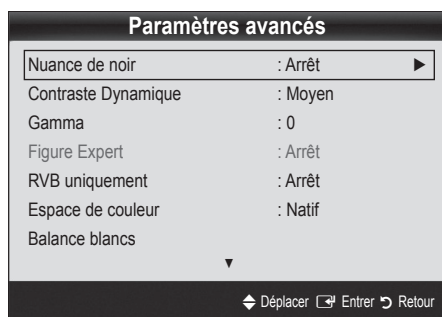 Paramètres avancés
Nuance de noir : Arrêt ►
Contraste Dynamique : Moyen
Gamma : 0
Figure Expert : Arrêt
RVB uniquement : Arrêt
Espace de couleur : Natif
Balance blancs
▼
Déplacer Entrer Retour